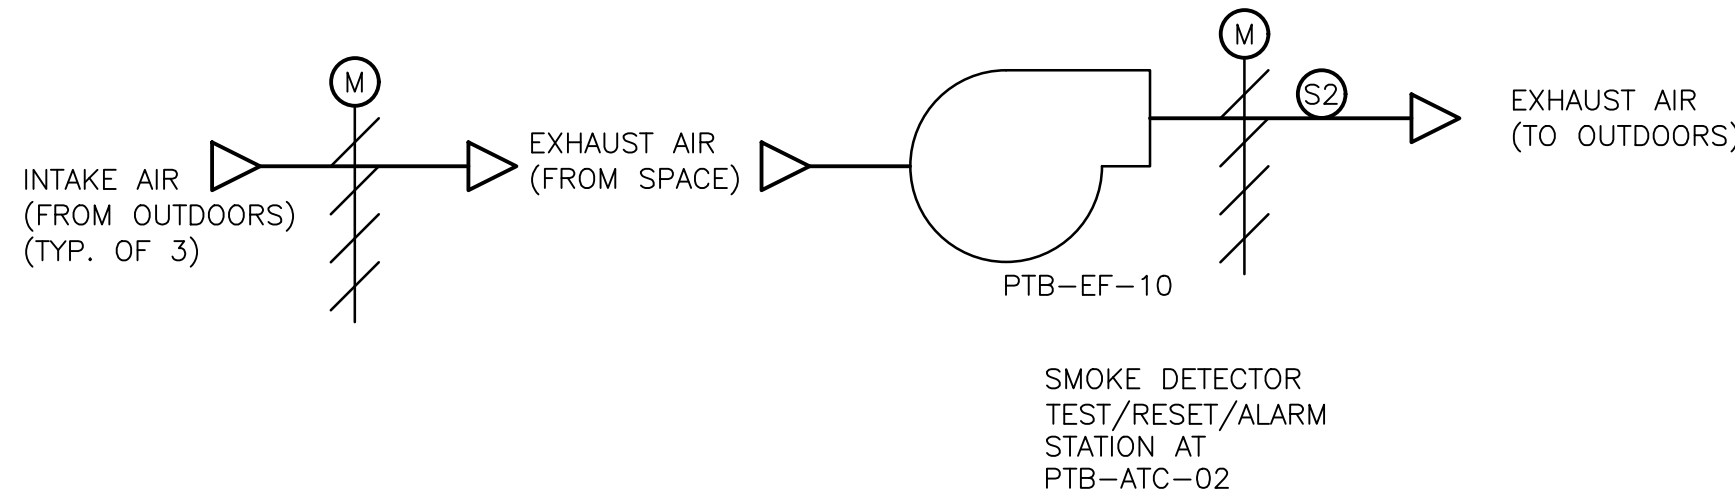 M
INTAKE AIR
(FROM OUTDOORS)
(TYP. OF 3)
EXHAUST AIR
(FROM SPACE)
PTB-EF-10
M
S2
EXHAUST AIR
(TO OUTDOORS)
SMOKE DETECTOR
TEST/RESET/ALARM
STATION AT
PTB-ATC-02